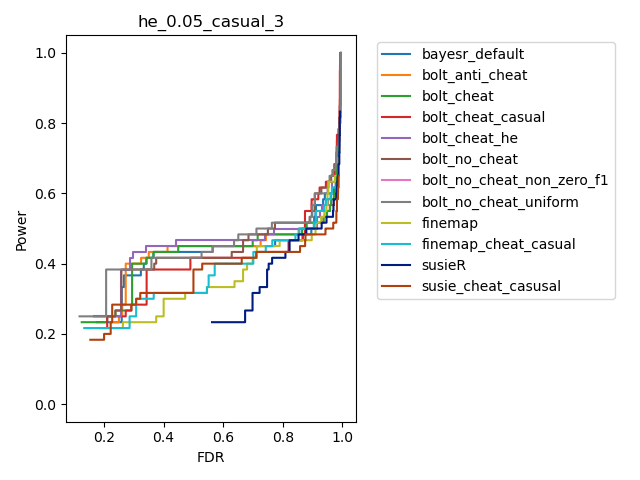 he_0.05_casual_3
1.0
0.8
0.6
0.4
0.2
0.0
Power
0.2 0.4 0.6 0.8 1.0
FDR
bayesr_default
bolt_anti_cheat
bolt_cheat
bolt_cheat_casual
bolt_cheat_he
bolt_no_cheat
bolt_no_cheat_non_zero_f1
bolt_no_cheat_uniform
finemap
finemap_cheat_casual
susieR
susie_cheat_casusal